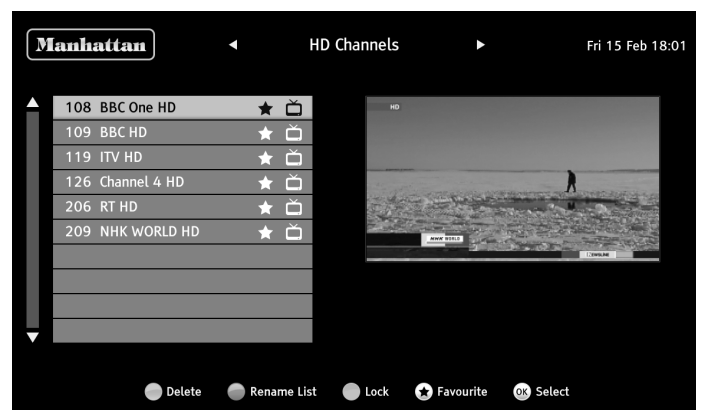 Manhattan
HD Channels
Fri 15 Feb 18:01
108 BBC One HD
109 BBC HD
119 ITV HD
126 Channel 4 HD
206 RT HD
209 NHK WORLD HD
HD
NHK WORLD
NEWSLINE
Delete
Rename List
Lock
Favourite
OK Select